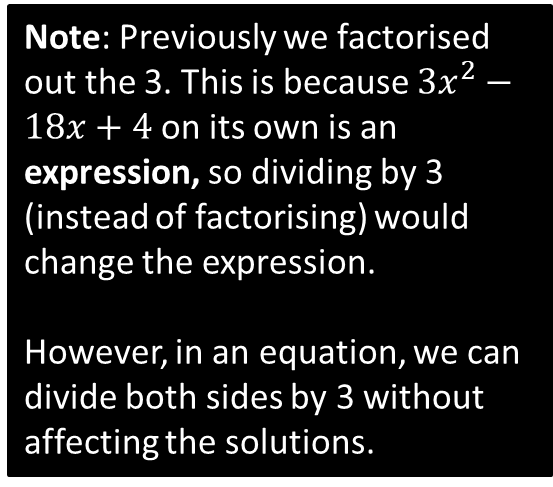 Note: Previously we factorised
out the 3. This is because 3x² −
18x + 4 on its own is an
expression, so dividing by 3
(instead of factorising) would
change the expression.
However, in an equation, we can
divide both sides by 3 without
affecting the solutions.